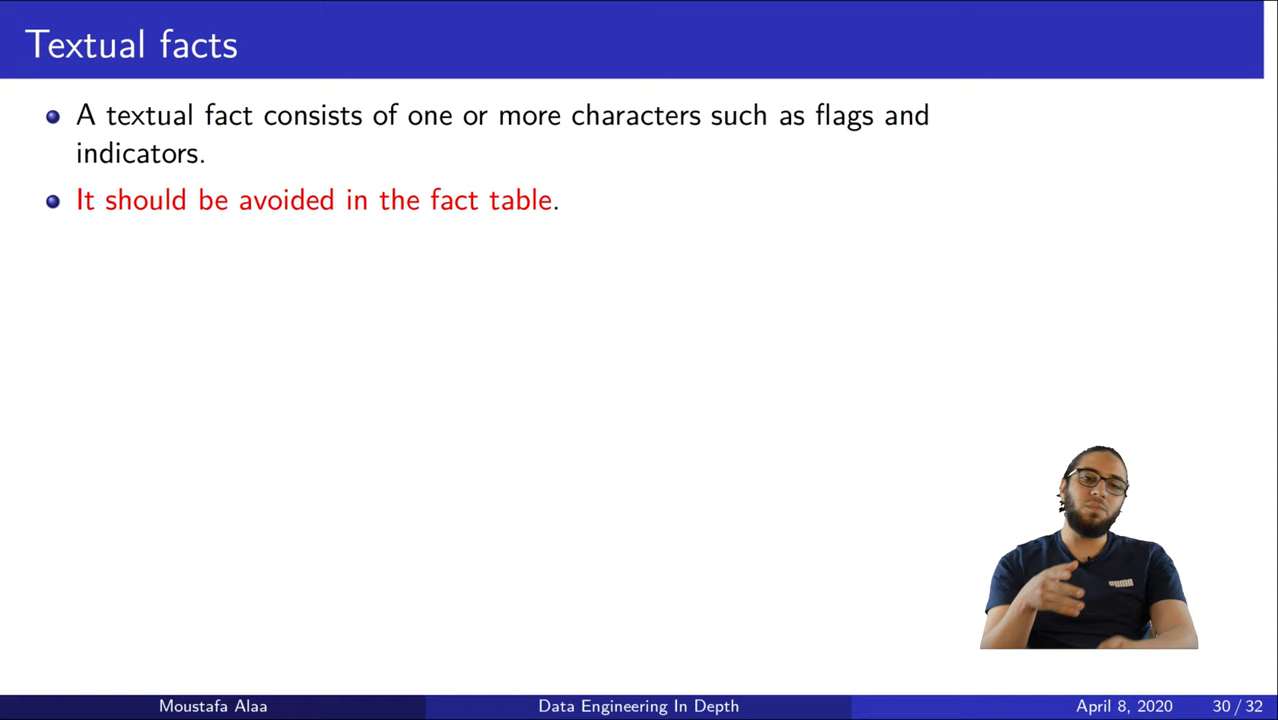 Textual facts
A textual fact consists of one or more characters such as flags and
indicators.
It should be avoided in the fact table.
PUMA
Moustafa Alaa Data Engineering In Depth April 8, 2020 30 / 32